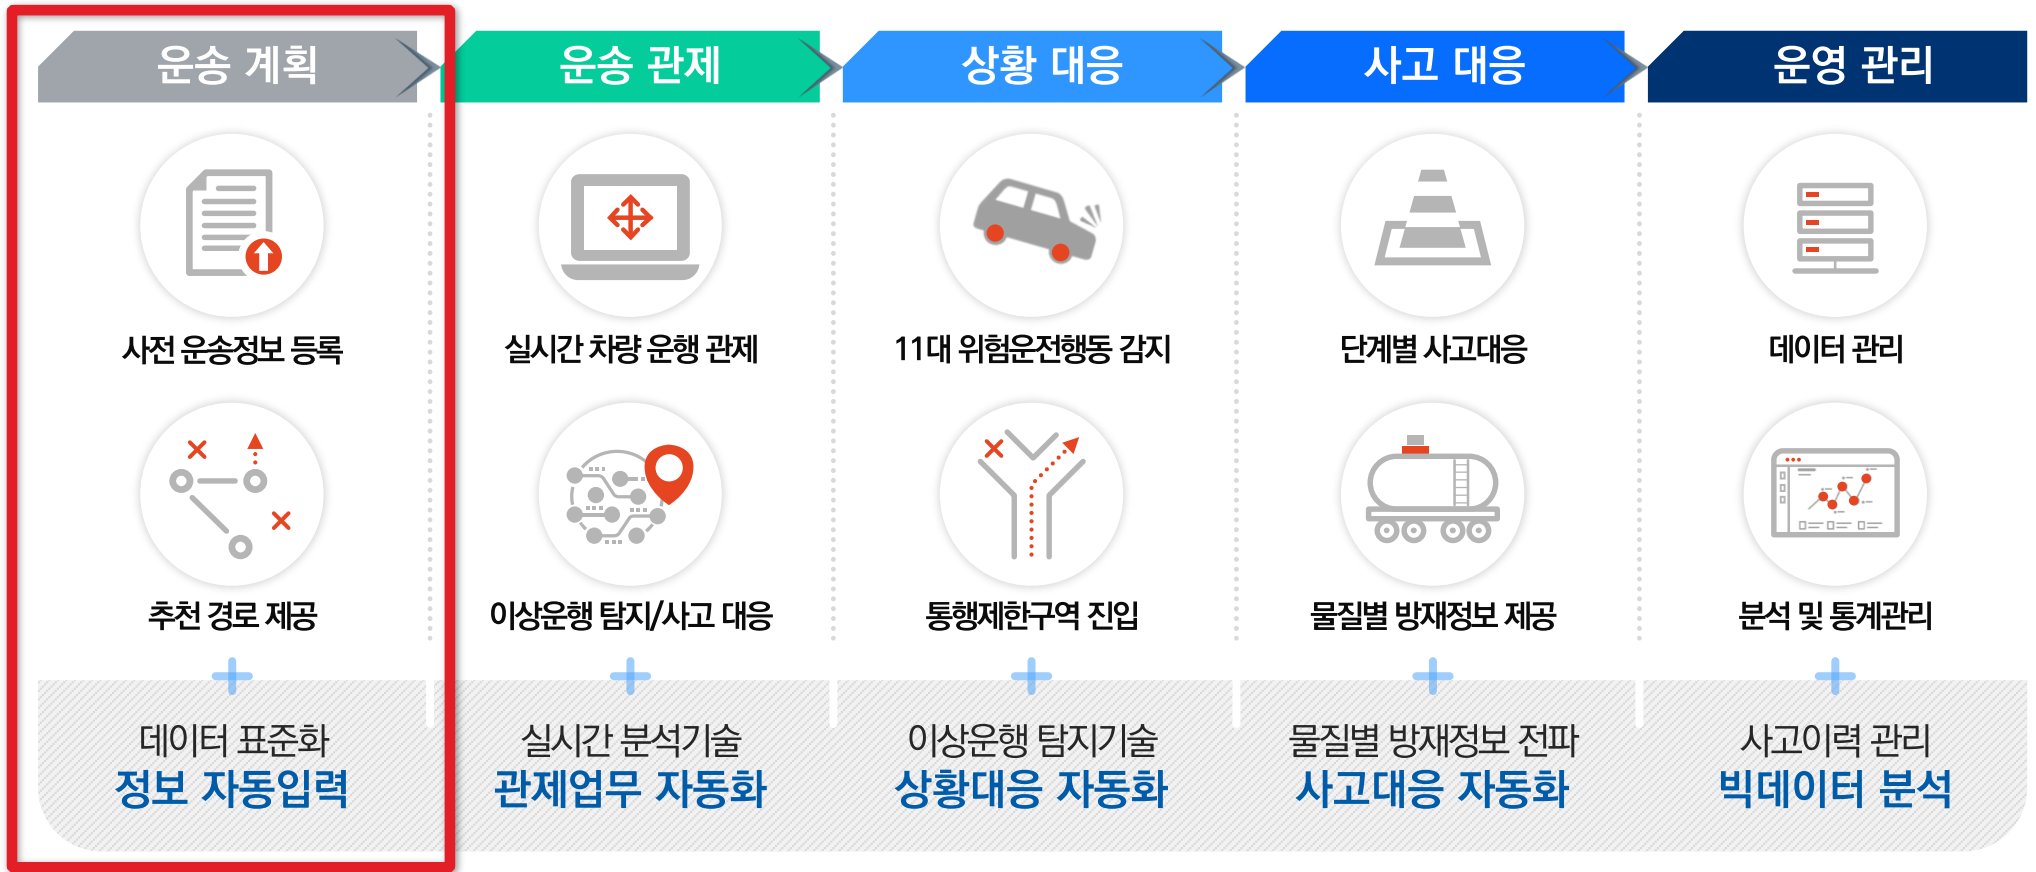 운송 계획
운송 관제
상황 대응
사고 대응
운영 관리
사전 운송정보 등록
실시간 차량 운행 관제
11대 위험운전행동 감지
단계별 사고대응
데이터 관리
추천 경로 제공
이상운행 탐지/사고 대응
통행제한구역 진입
물질별 방재정보 제공
분석 및 통계관리
데이터 표준화
정보 자동입력
실시간 분석기술
관제업무 자동화
이상운행 탐지기술
상황대응 자동화
물질별 방재정보 전파
사고대응 자동화
사고이력 관리
빅데이터 분석